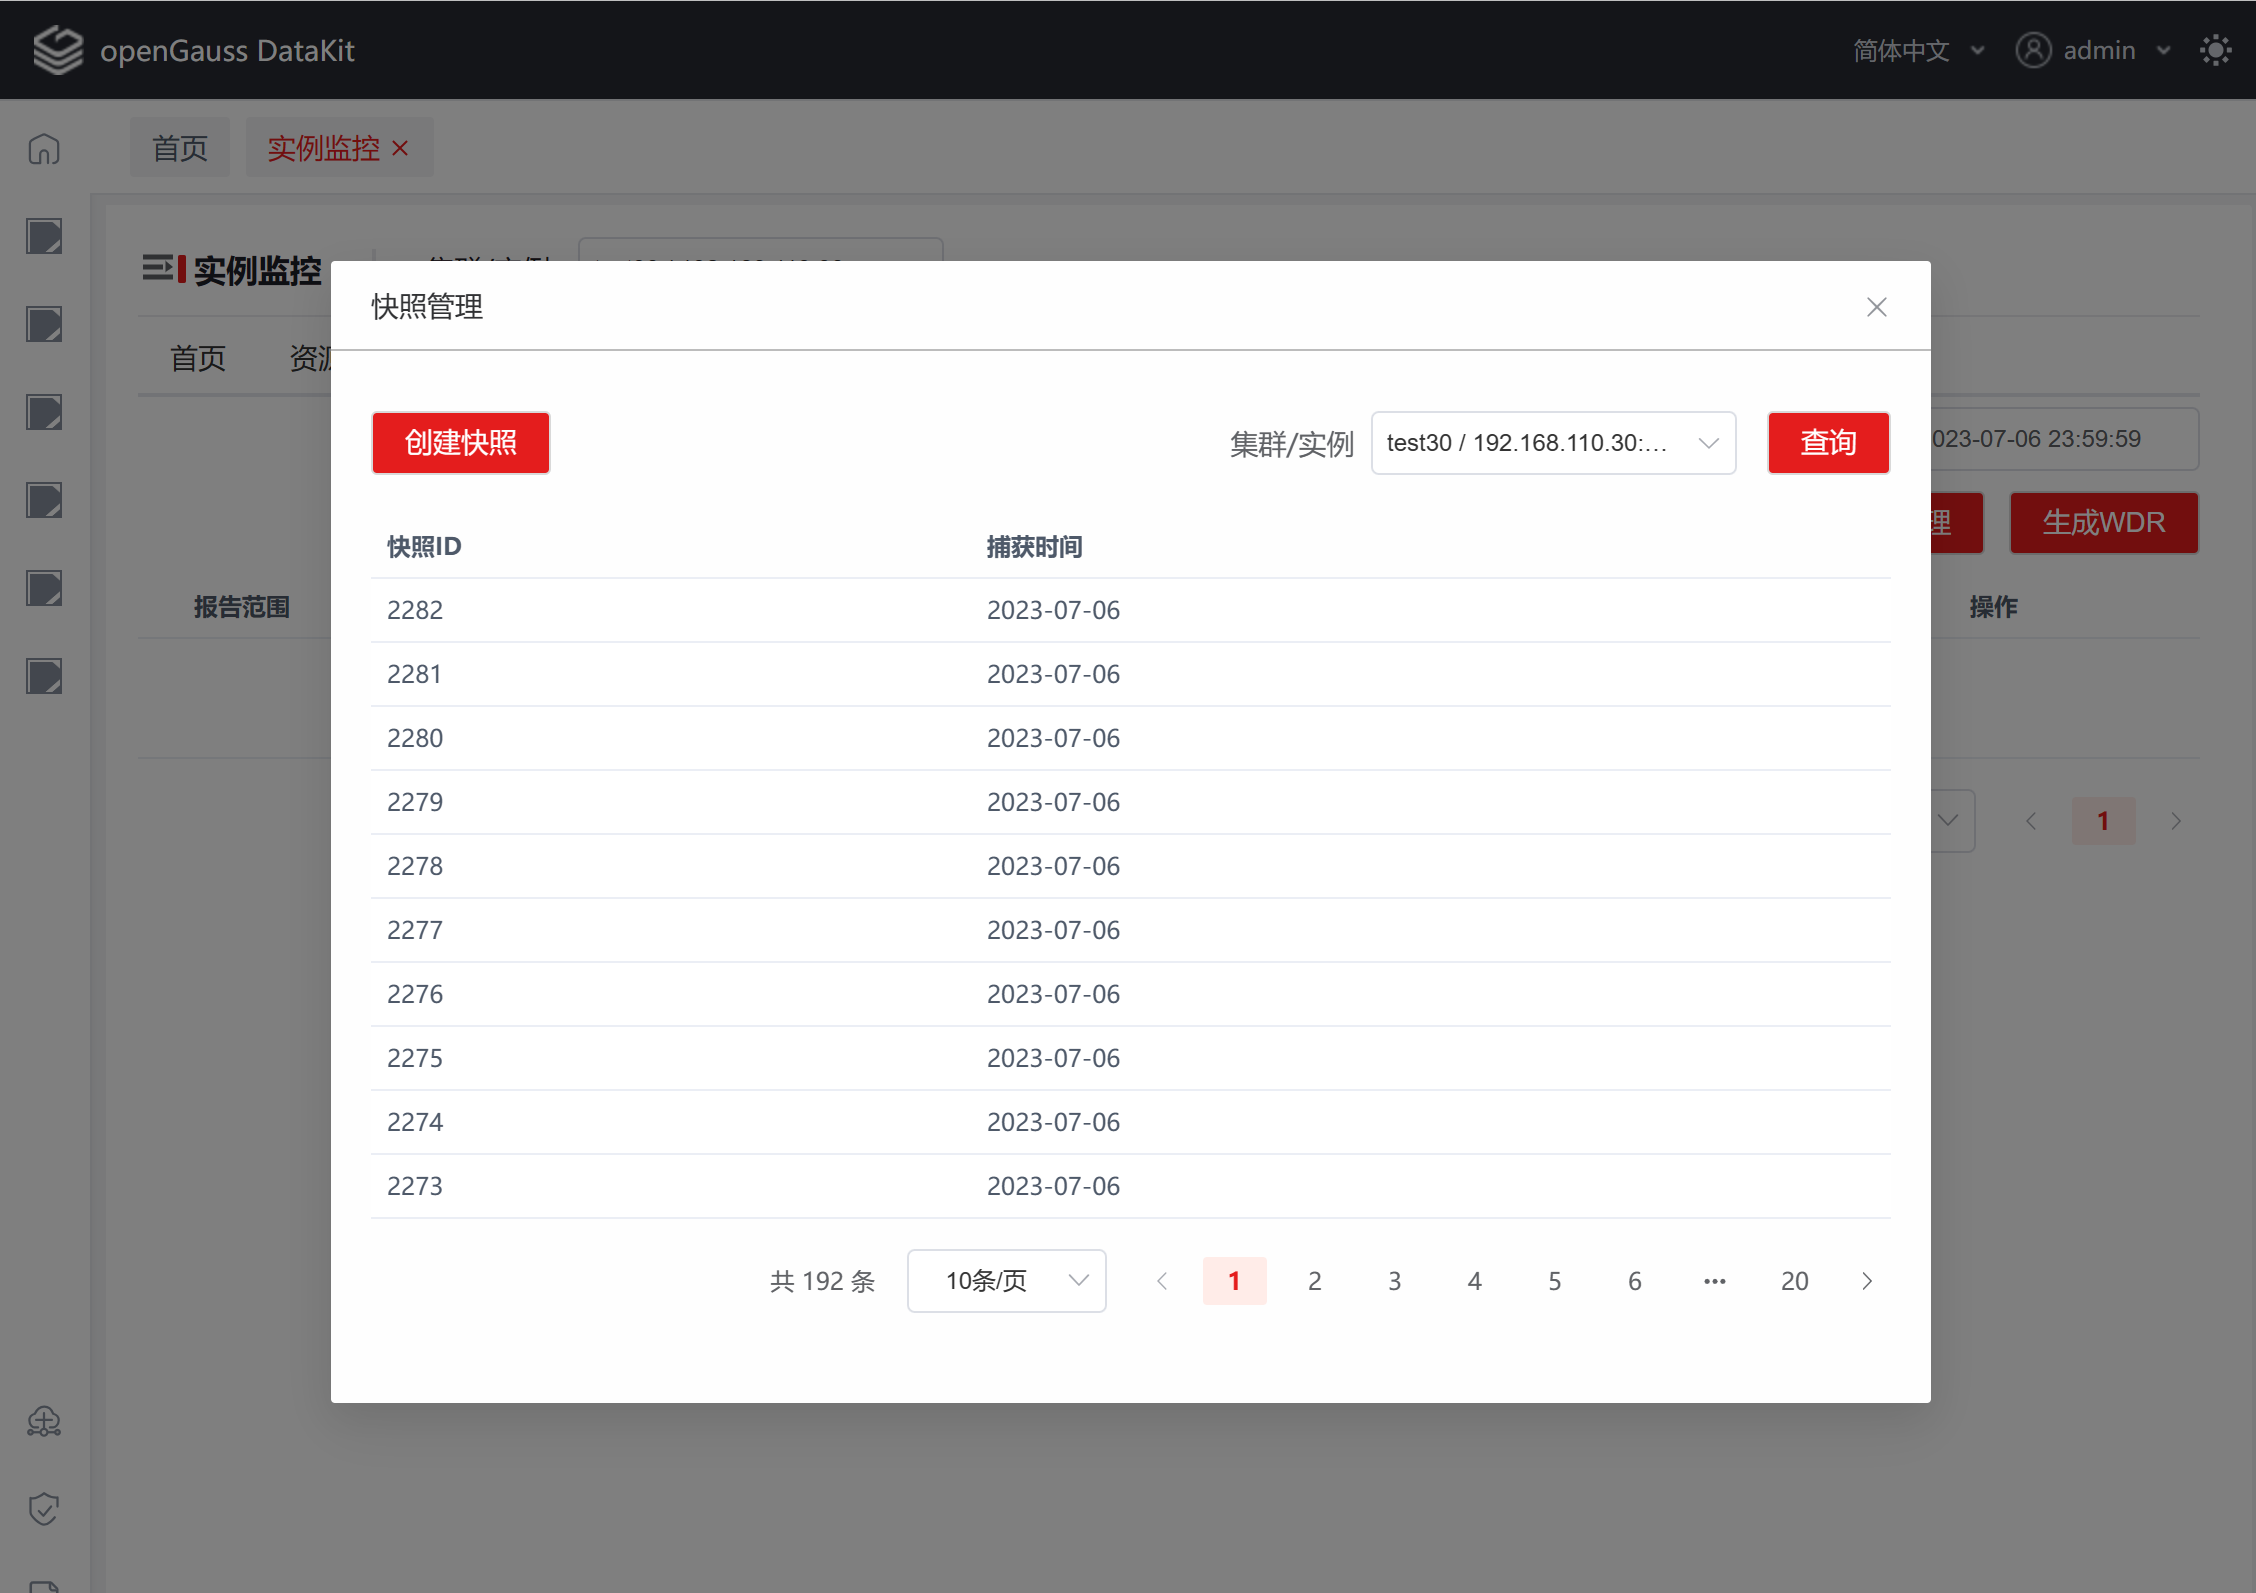 openGauss DataKit
简体中文
admin
首页
实例监控
实例监控
首页
快照管理
创建快照
集群/实例
test30 / 192.168.110.30:...
查询
023-07-06 23:59:59
理
生成WDR
报告范围
操作
快照ID 捕获时间
2282 2023-07-06
2281 2023-07-06
2280 2023-07-06
2279 2023-07-06
2278 2023-07-06
2277 2023-07-06
2276 2023-07-06
2275 2023-07-06
2274 2023-07-06
2273 2023-07-06
1
共 192 条
10条/页
1 2 3 4 5 6 ... 20